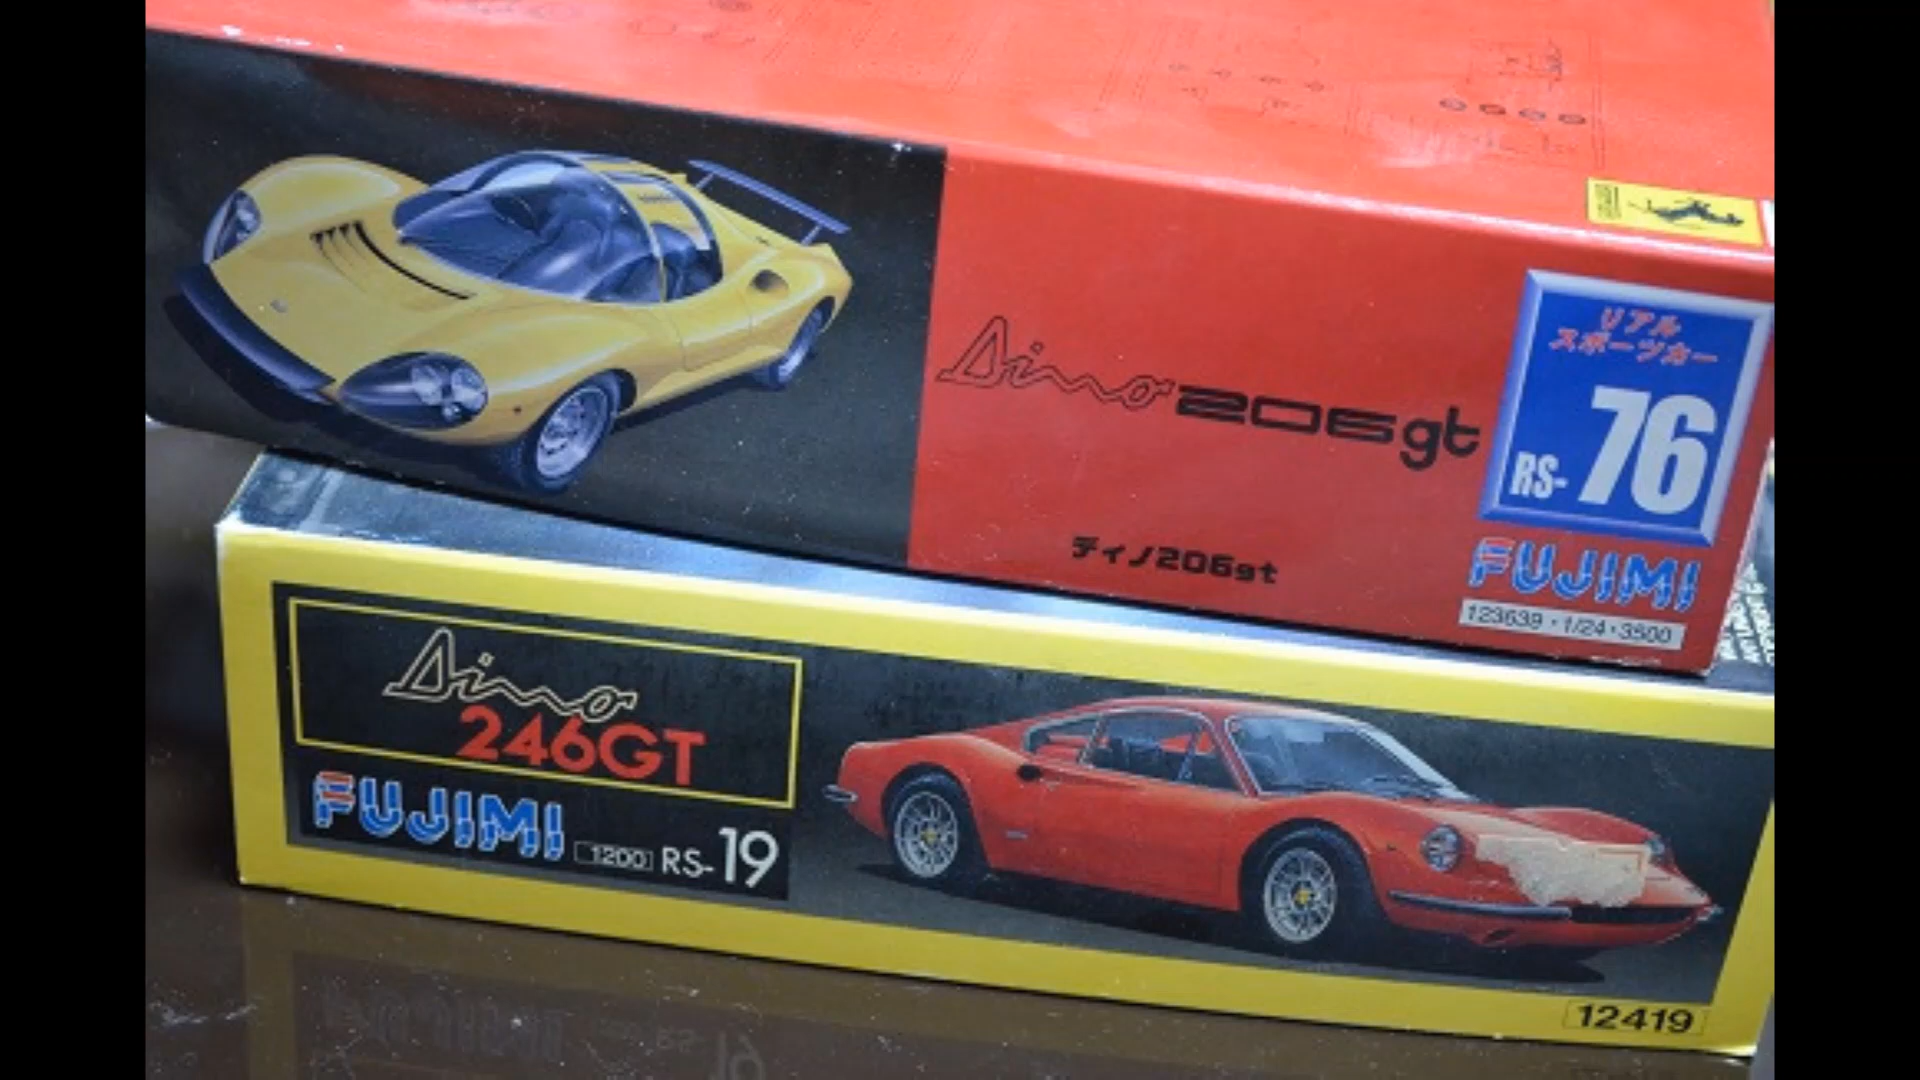 リアル
スポーツカー
RS-76
Dino 206gt
ディノ206gt
FUJIMI
123639・1/24・3500
Dino
246GT
FUJIMI 1200 RS-19
12419